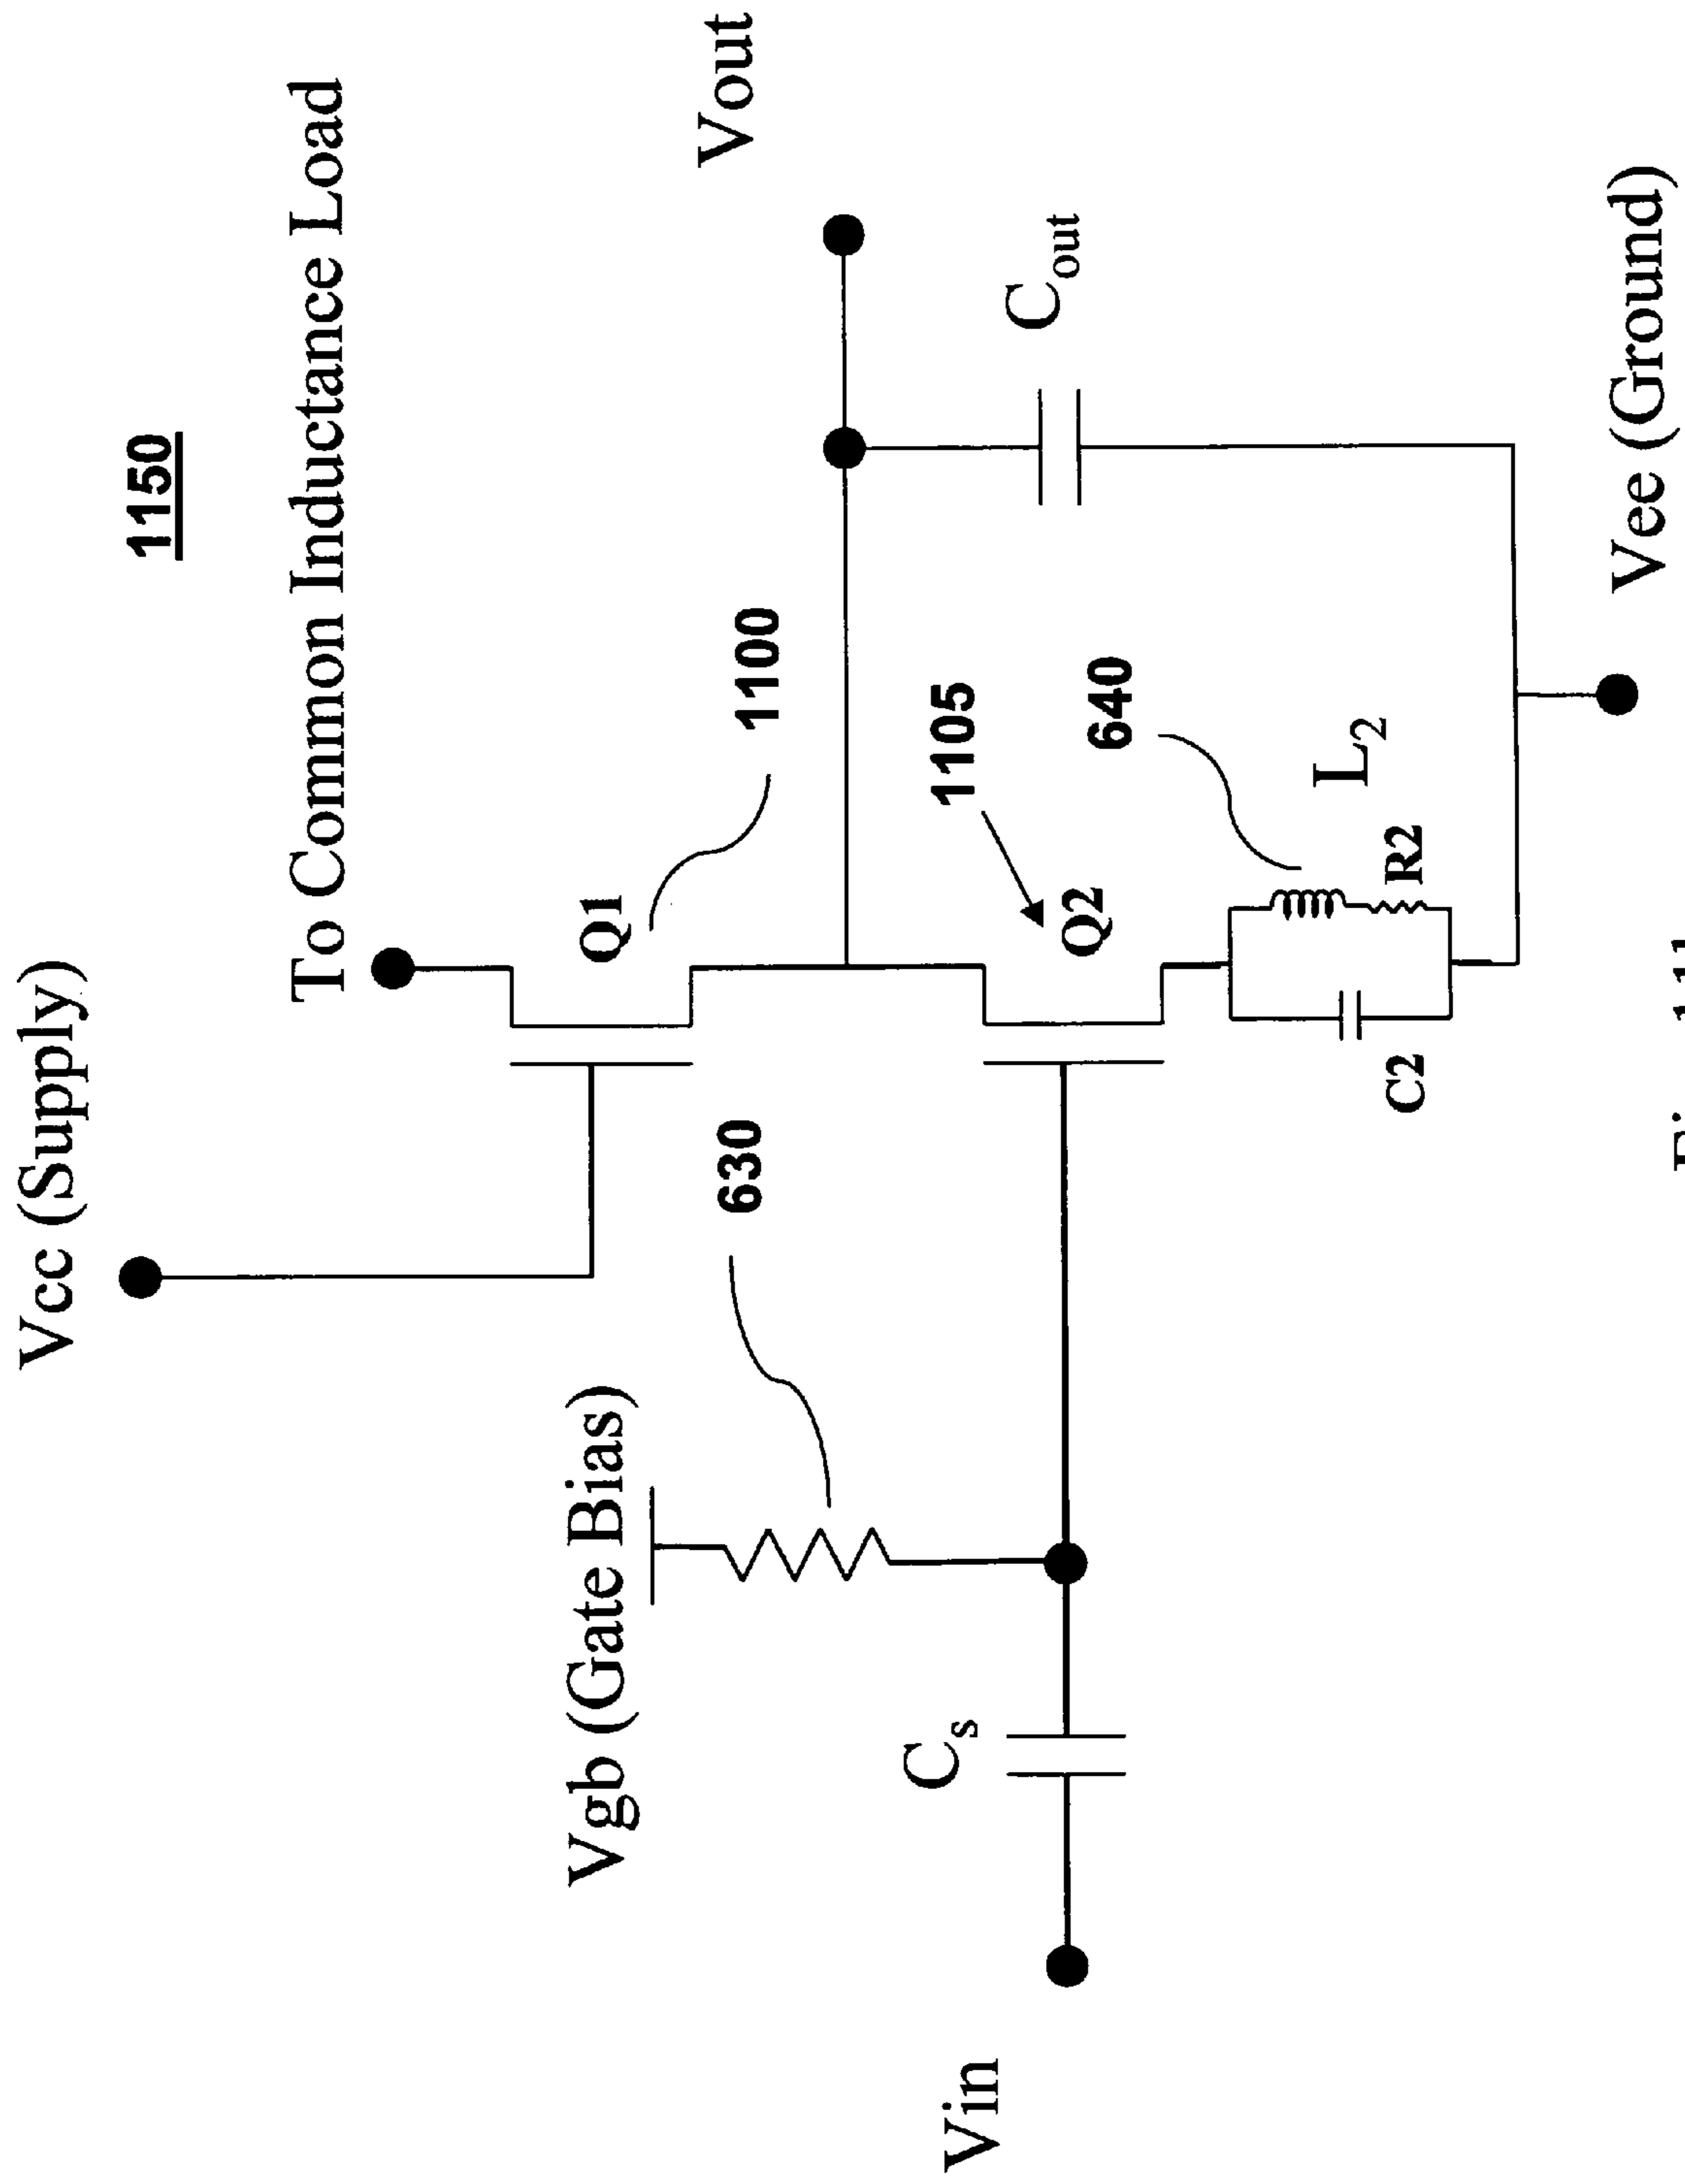 1150
Vcc (Supply)
To Common Inductance Load
Q1
1100
Vout
Vgb (Gate Bias)
630
1105
Q2
640
Cs
Cout
Vin
L2
R2
C2
Vee (Ground)